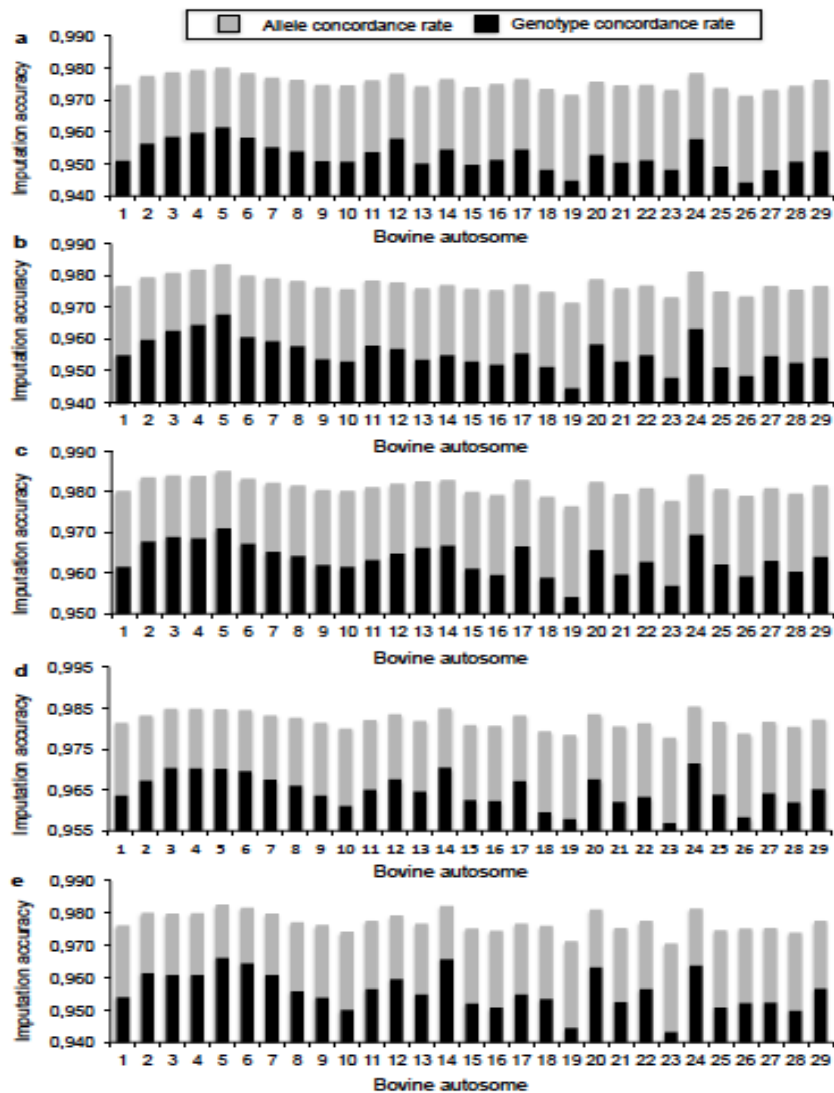 Allele concordance rate Genotype concordance rate
a
Imputation accuracy
0,990
0,980
0,970
0,960
0,950
0,940
1 2 3 4 5 6 7 8 9 10 11 12 13 14 15 16 17 18 19 20 21 22 23 24 25 26 27 28 29
Bovine autosome
b
Imputation accuracy
0,990
0,980
0,970
0,960
0,950
0,940
1 2 3 4 5 6 7 8 9 10 11 12 13 14 15 16 17 18 19 20 21 22 23 24 25 26 27 28 29
Bovine autosome
c
Imputation accuracy
0,990
0,980
0,970
0,960
0,950
1 2 3 4 5 6 7 8 9 10 11 12 13 14 15 16 17 18 19 20 21 22 23 24 25 26 27 28 29
Bovine autosome
d
Imputation accuracy
0,995
0,985
0,975
0,965
0,955
1 2 3 4 5 6 7 8 9 10 11 12 13 14 15 16 17 18 19 20 21 22 23 24 25 26 27 28 29
Bovine autosome
e
Imputation accuracy
0,990
0,980
0,970
0,960
0,950
0,940
1 2 3 4 5 6 7 8 9 10 11 12 13 14 15 16 17 18 19 20 21 22 23 24 25 26 27 28 29
Bovine autosome